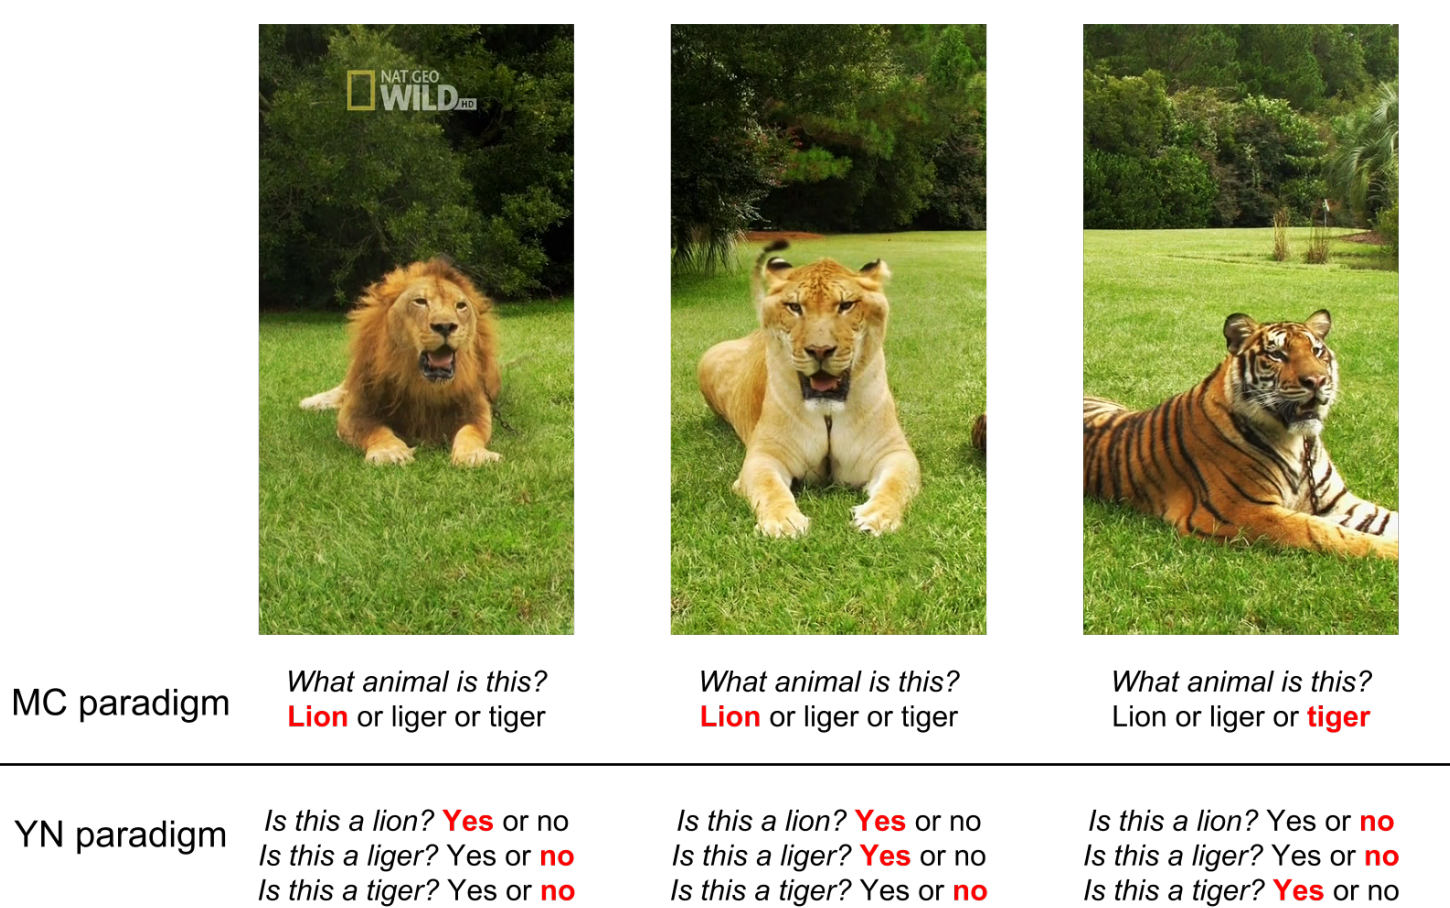 NAT GEO
WILD HD
MC paradigm
What animal is this?
Lion or liger or tiger
What animal is this?
Lion or liger or tiger
What animal is this?
Lion or liger or tiger
YN paradigm
Is this a lion? Yes or no
Is this a liger? Yes or no
Is this a tiger? Yes or no
Is this a lion? Yes or no
Is this a liger? Yes or no
Is this a tiger? Yes or no
Is this a lion? Yes or no
Is this a liger? Yes or no
Is this a tiger? Yes or no